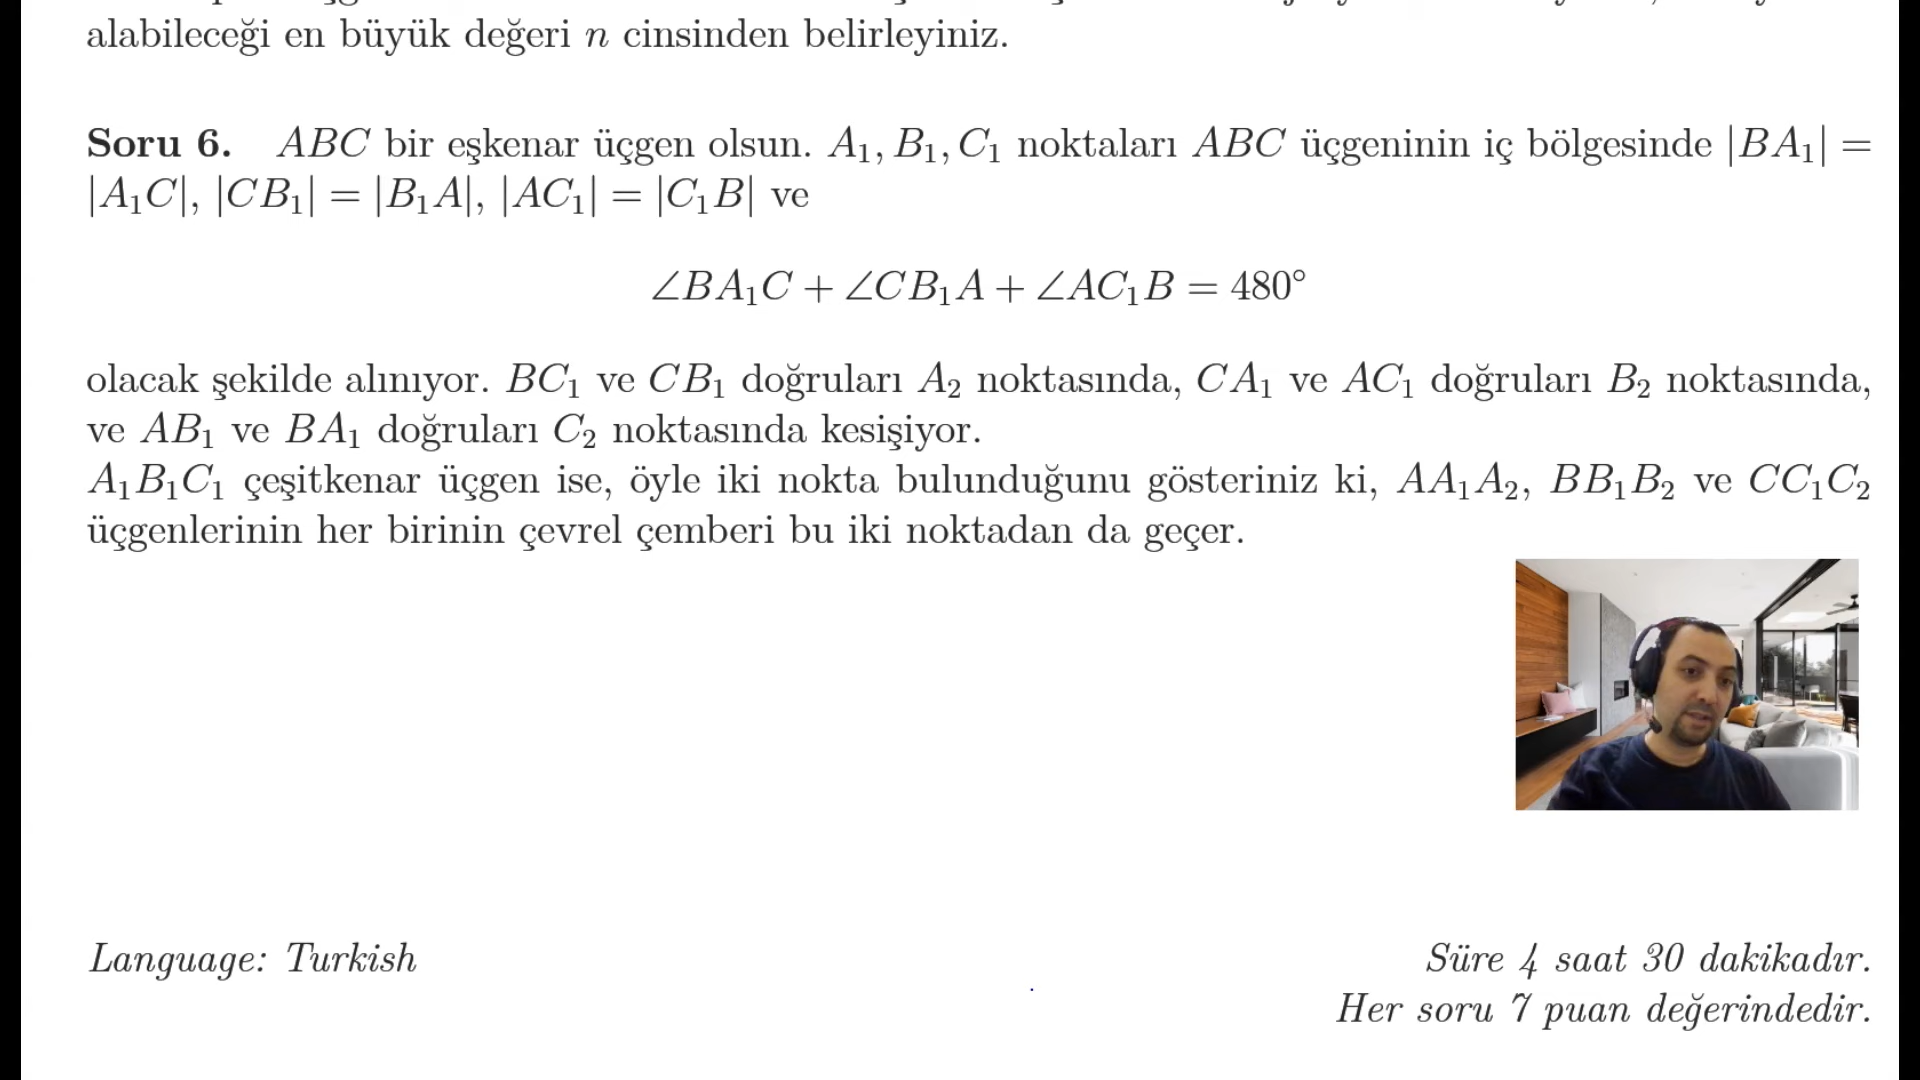 alabileceği en büyük değeri n cinsinden belirleyiniz.
Soru 6. ABC bir eşkenar üçgen olsun. A₁, B₁, C₁ noktaları ABC üçgeninin iç bölgesinde |BA₁| =
|A₁C|, |CB₁| = |B₁A|, |AC₁| = |C₁B| ve
∠BA₁C + ∠CB₁A + ∠AC₁B = 480°
olacak şekilde alınıyor. BC₁ ve CB₁ doğruları A₂ noktasında, CA₁ ve AC₁ doğruları B₂ noktasında,
ve AB₁ ve BA₁ doğruları C₂ noktasında kesişiyor.
A₁B₁C₁ çeşitkenar üçgen ise, öyle iki nokta bulunduğunu gösteriniz ki, AA₁A₂, BB₁B₂ ve CC₁C₂
üçgenlerinin her birinin çevrel çemberi bu iki noktadan da geçer.
Language: Turkish
Süre 4 saat 30 dakikadır.
Her soru 7 puan değerindedir.